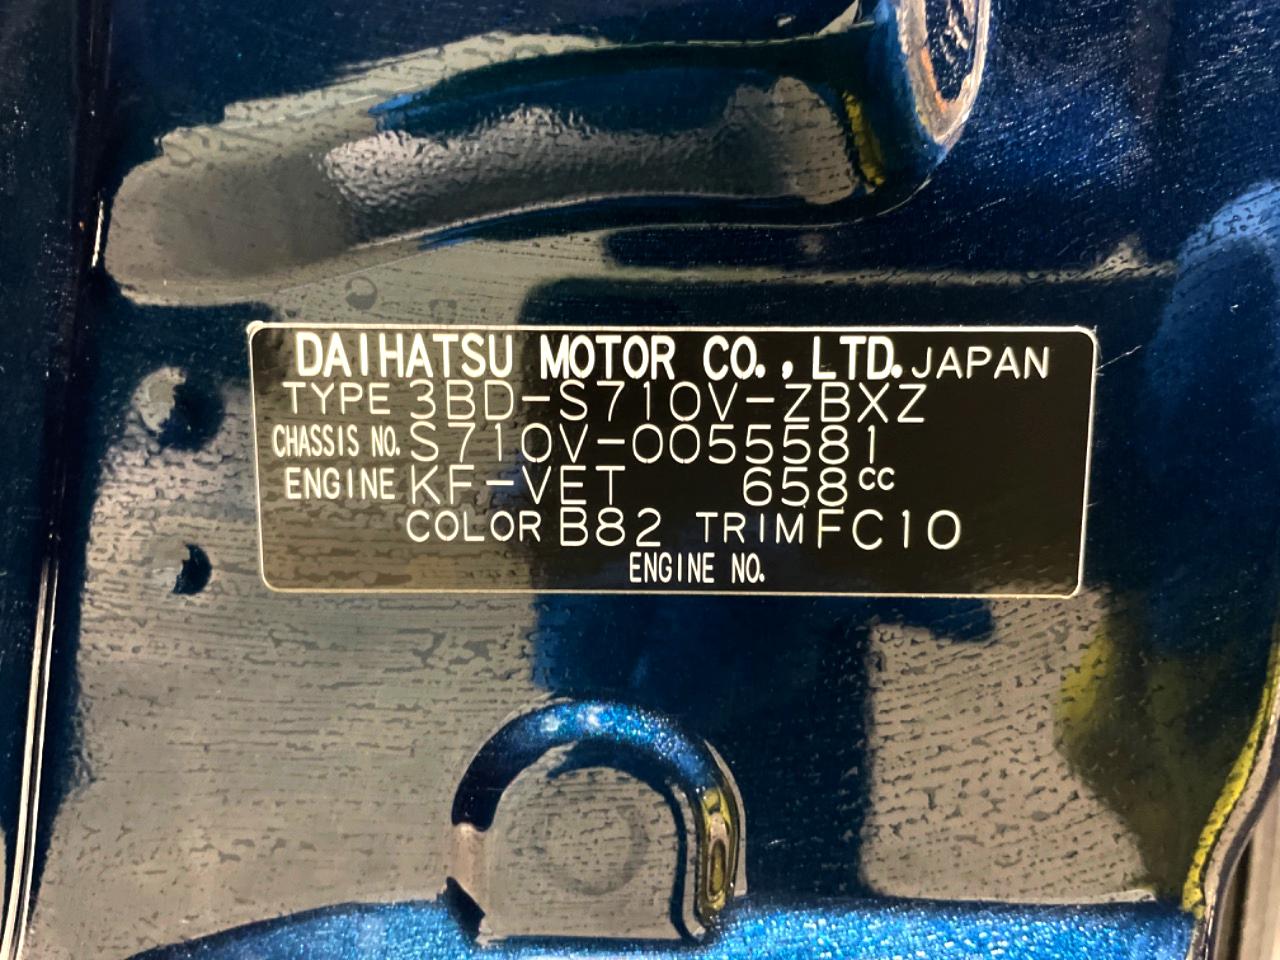 DAIHATSU MOTOR CO., LTD. JAPAN
TYPE 3BD-S710V-ZBXZ
CHASSIS NO. S710V-0055581
ENGINE KF-VET 658cc
COLOR B82 TRIM FC10
ENGINE NO.